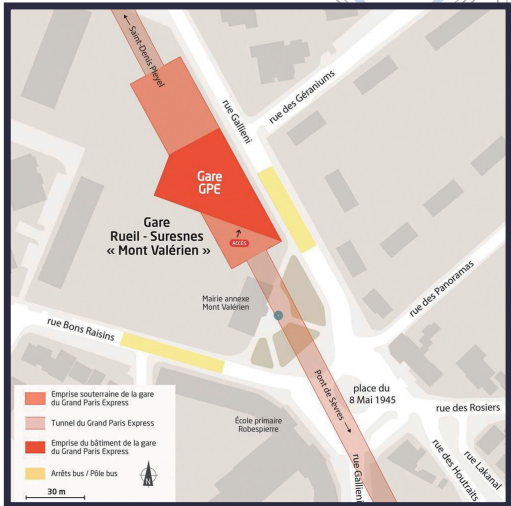 Saint-Denis Pleyel
rue Gallieni
rue des Géraniums
Gare
GPE
Gare
Rueil - Suresnes
« Mont Valérien »
ACCÈS
rue des Panoramas
Mairie annexe
Mont Valérien
rue Bons Raisins
Pont de Sèvres
place du
8 Mai 1945
rue des Rosiers
École primaire
Robespierre
rue Gallieni
rue des Houtraits
rue Lakanal
Emprise souterraine de la gare
du Grand Paris Express
Tunnel du Grand Paris Express
Emprise du bâtiment de la gare
du Grand Paris Express
Arrêts bus / Pôle bus
30 m
N